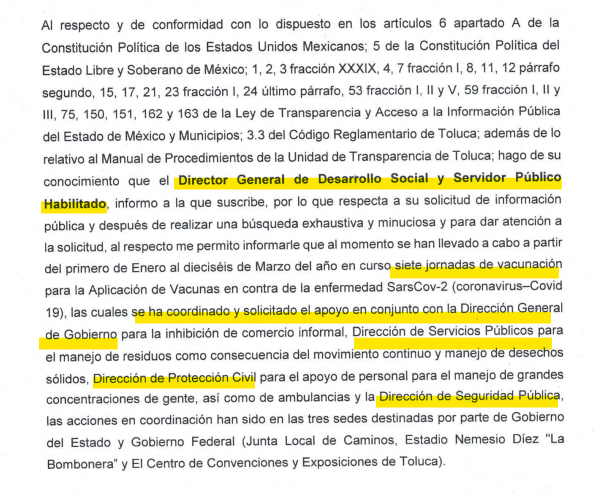 Al respecto y de conformidad con lo dispuesto en los artículos 6 apartado A de la
Constitución Política de los Estados Unidos Mexicanos; 5 de la Constitución Política del
Estado Libre y Soberano de México; 1, 2, 3 fracción XXXIX, 4, 7 fracción I, 8, 11, 12 párrafo
segundo, 15, 17, 21, 23 fracción I, 24 último párrafo, 53 fracción I, II y V, 59 fracción I, II y
III, 75, 150, 151, 162 y 163 de la Ley de Transparencia y Acceso a la Información Pública
del Estado de México y Municipios; 3.3 del Código Reglamentario de Toluca; además de lo
relativo al Manual de Procedimientos de la Unidad de Transparencia de Toluca; hago de su
conocimiento que el Director General de Desarrollo Social y Servidor Público
Habilitado, informo a la que suscribe, por lo que respecta a su solicitud de información
pública y después de realizar una búsqueda exhaustiva y minuciosa y para dar atención a
la solicitud, al respecto me permito informarle que al momento se han llevado a cabo a partir
del primero de Enero al dieciséis de Marzo del año en curso siete jornadas de vacunación
para la Aplicación de Vacunas en contra de la enfermedad SarsCov-2 (coronavirus–Covid
19), las cuales se ha coordinado y solicitado el apoyo en conjunto con la Dirección General
de Gobierno para la inhibición de comercio informal, Dirección de Servicios Públicos para
el manejo de residuos como consecuencia del movimiento continuo y manejo de desechos
sólidos, Dirección de Protección Civil para el apoyo de personal para el manejo de grandes
concentraciones de gente, así como de ambulancias y la Dirección de Seguridad Pública,
las acciones en coordinación han sido en las tres sedes destinadas por parte de Gobierno
del Estado y Gobierno Federal (Junta Local de Caminos, Estadio Nemesio Díez "La
Bombonera" y El Centro de Convenciones y Exposiciones de Toluca).